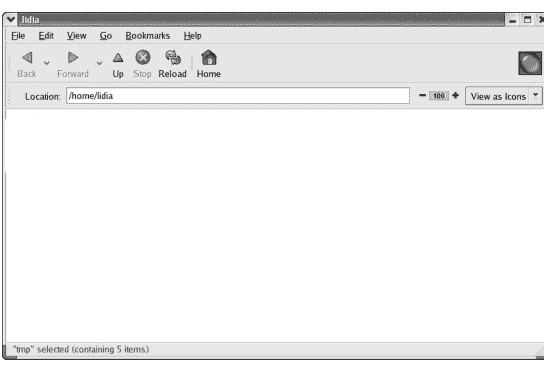 lidia
File Edit View Go Bookmarks Help
Back Forward Up Stop Reload Home
Location: /home/lidia 100 View as Icons
"tmp" selected (containing 5 items)